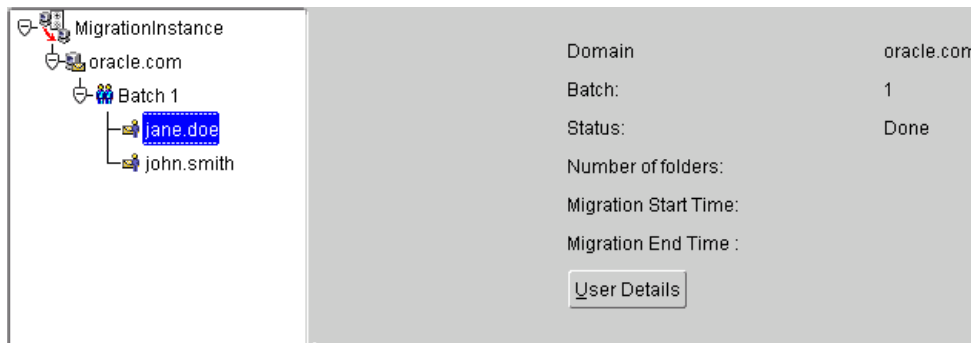 MigrationInstance
oracle.com
Batch 1
jane.doe
john.smith
Domain oracle.com
Batch: 1
Status: Done
Number of folders:
Migration Start Time:
Migration End Time :
User Details